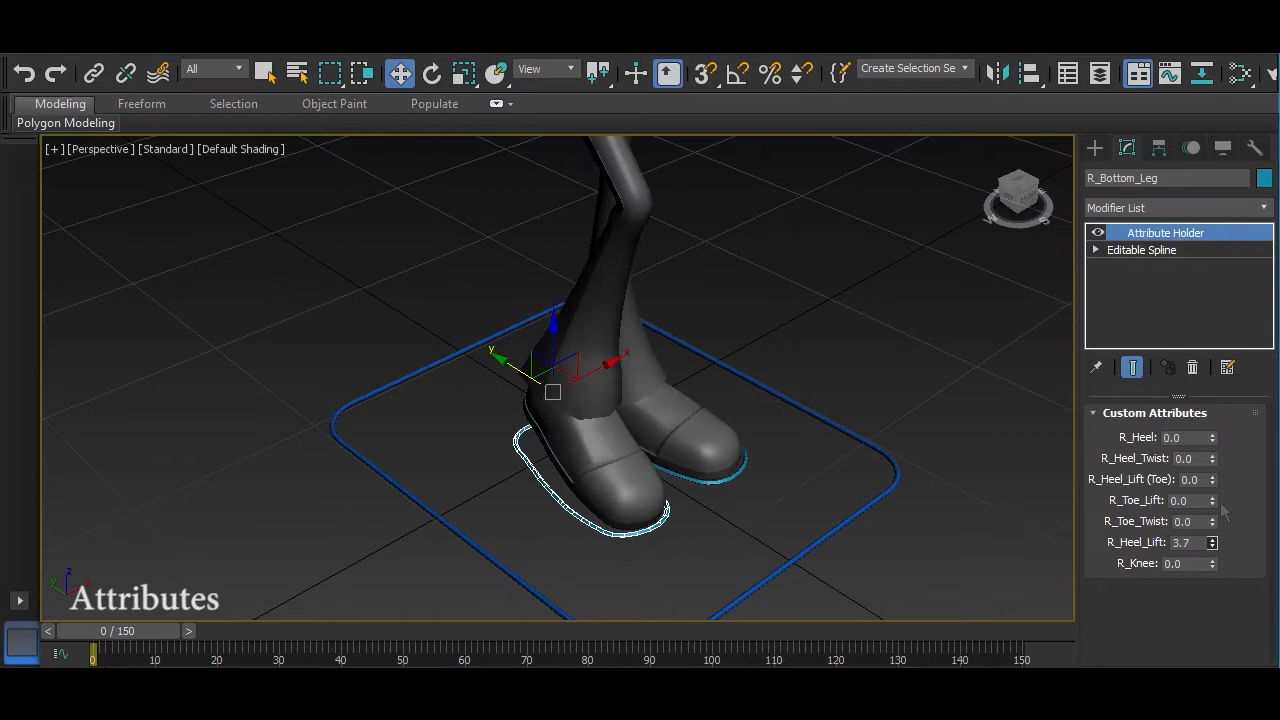 All
View
3
Create Selection Se
Modeling
Freeform
Selection
Object Paint
Populate
Polygon Modeling
[+] [Perspective ] [Standard ] [Default Shading ]
R_Bottom_Leg
Modifier List
Attribute Holder
Editable Spline
Custom Attributes
R_Heel: 0.0
R_Heel_Twist: 0.0
R_Heel_Lift (Toe): 0.0
R_Toe_Lift: 0.0
R_Toe_Twist: 0.0
R_Heel_Lift: 3.7
R_Knee: 0.0
x
y
z
Attributes
< 0 / 150 >
0 10 20 30 40 50 60 70 80 90 100 110 120 130 140 150